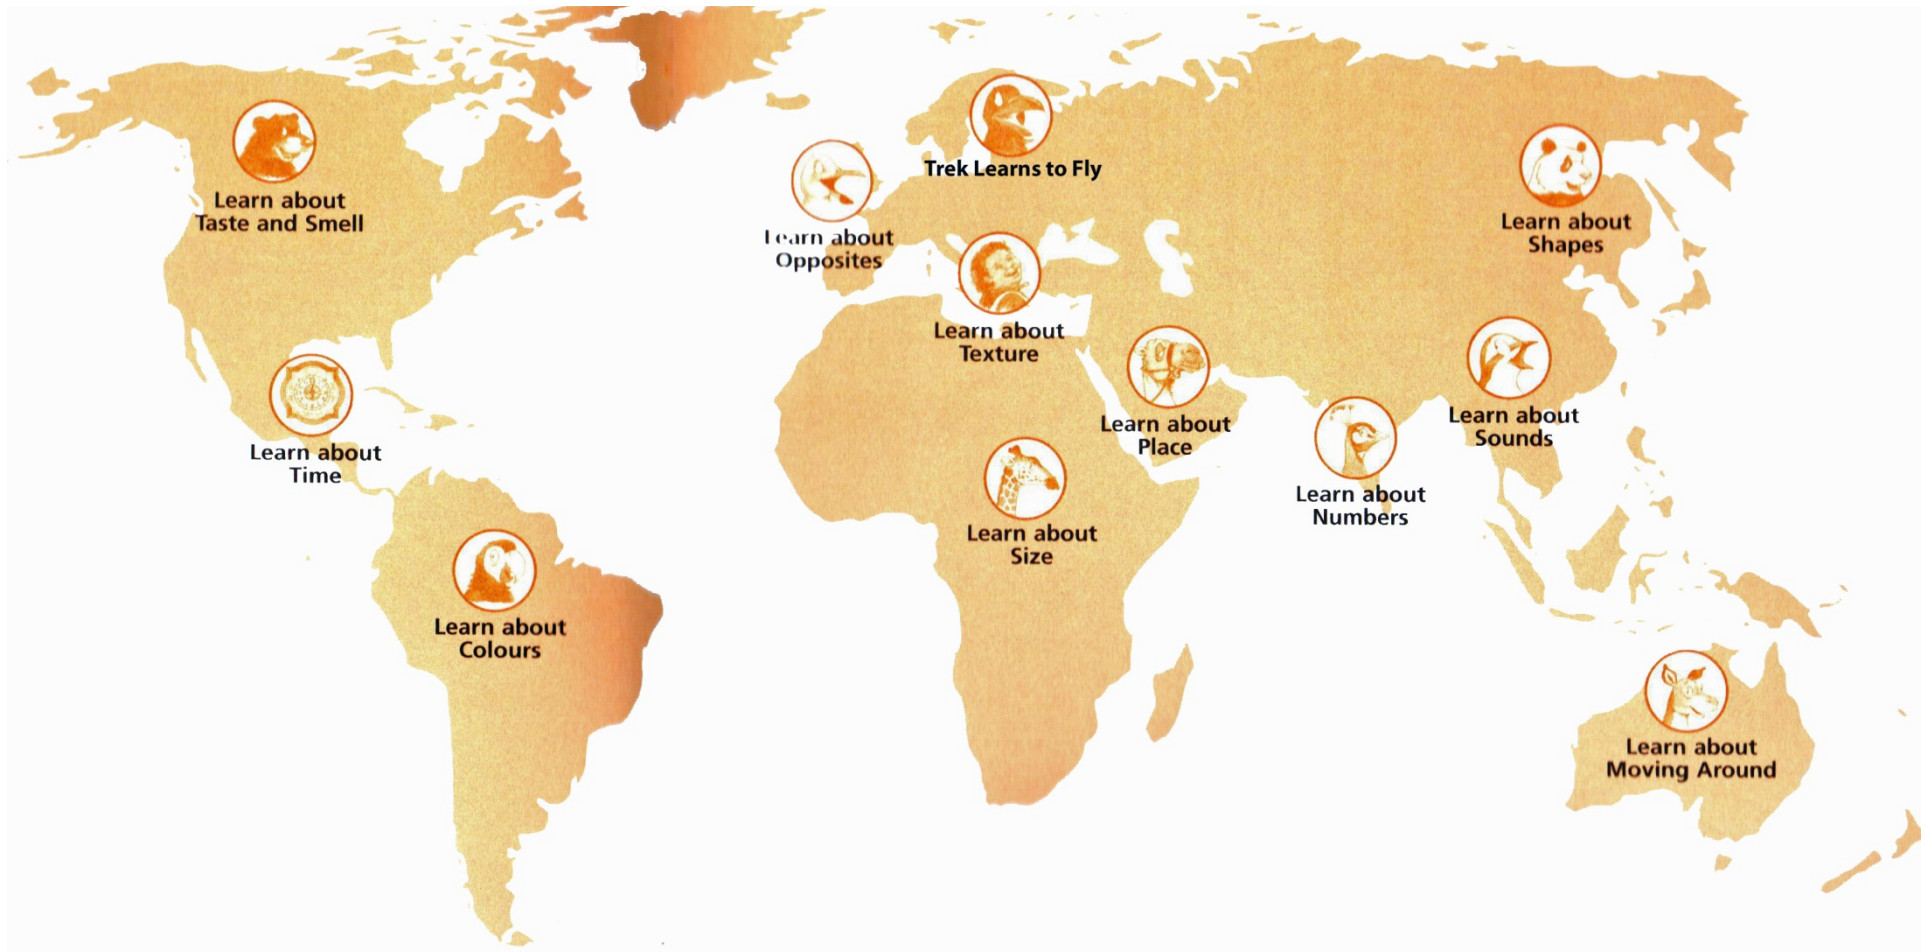 Trek Learns to Fly
Learn about
Taste and Smell
Learn about
Shapes
Learn about
Opposites
Learn about
Texture
Learn about
Place
Learn about
Sounds
Learn about
Time
Learn about
Numbers
Learn about
Size
Learn about
Colours
Learn about
Moving Around